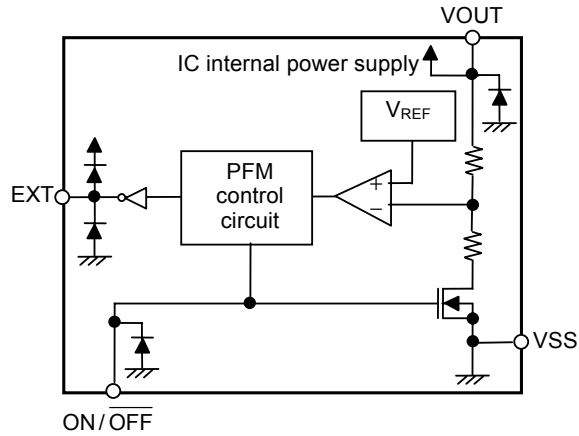 VOUT
IC internal power supply
VREF
PFM
control
circuit
+
−
EXT
VSS
ON / OFF